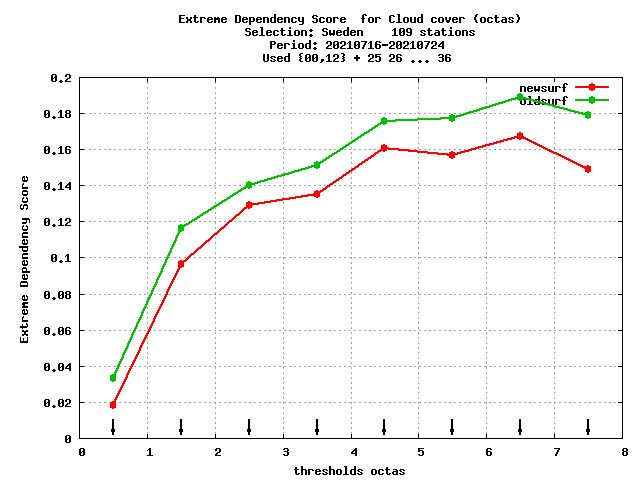 Extreme Dependency Score  for Cloud cover (octas)
Selection: Sweden    109 stations
Period: 20210716-20210724
Used {00,12} + 25 26 ... 36
newsurf
oldsurf
Extreme Dependency Score
0.2
0.18
0.16
0.14
0.12
0.1
0.08
0.06
0.04
0.02
0
0 1 2 3 4 5 6 7 8
thresholds octas